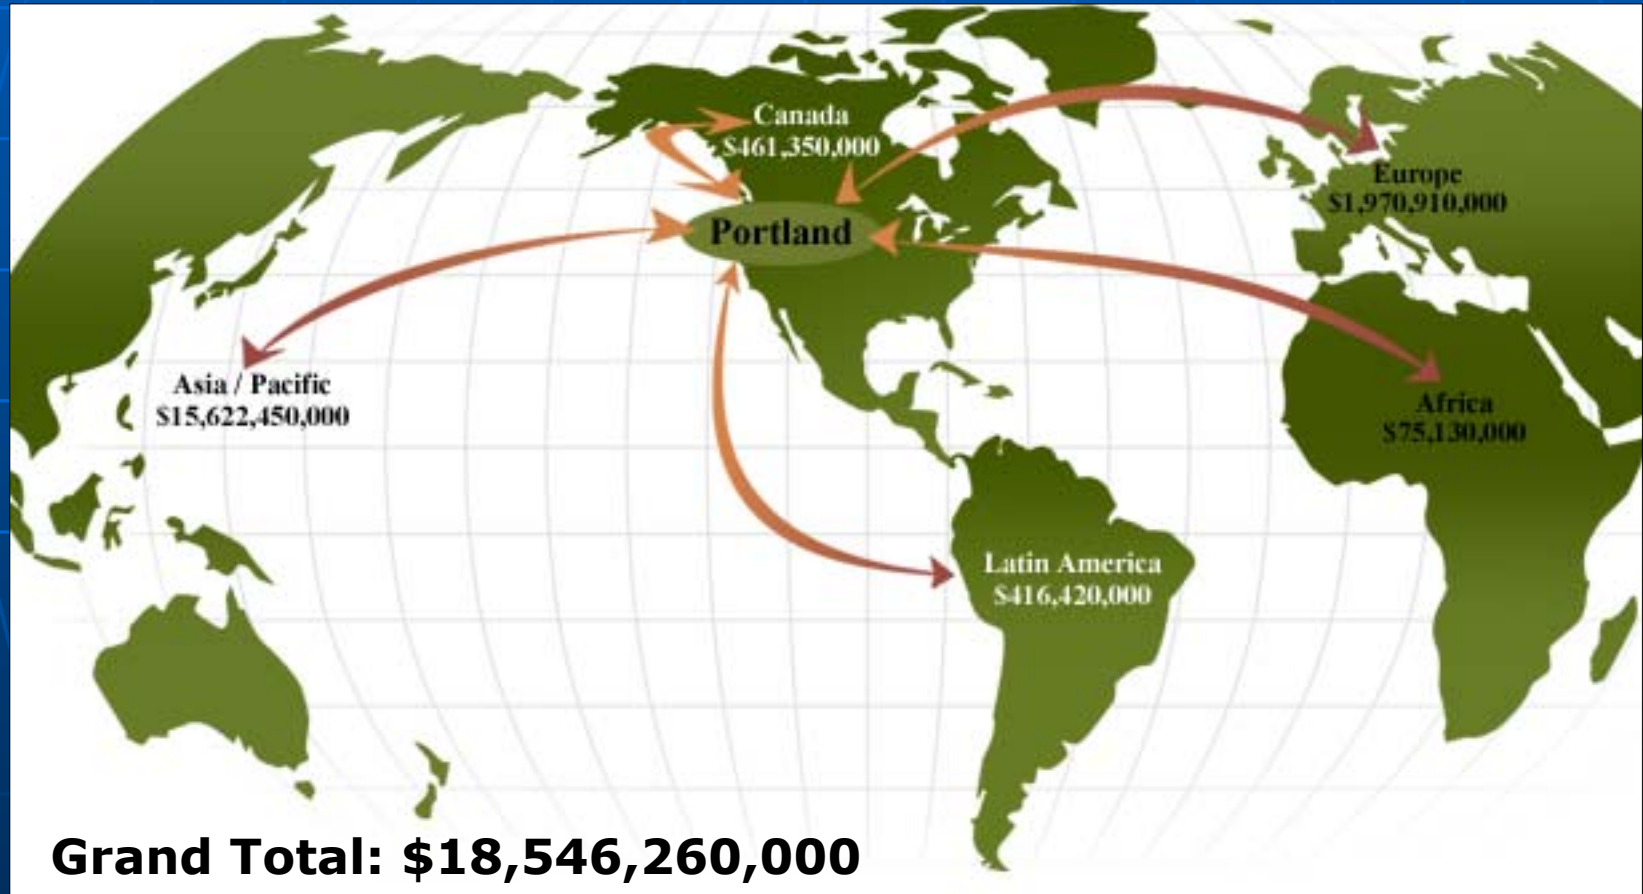 Canada
$461,350,000
Europe
$1,970,910,000
Portland
Asia / Pacific
$15,622,450,000
Africa
$75,130,000
Latin America
$416,420,000
Grand Total: $18,546,260,000